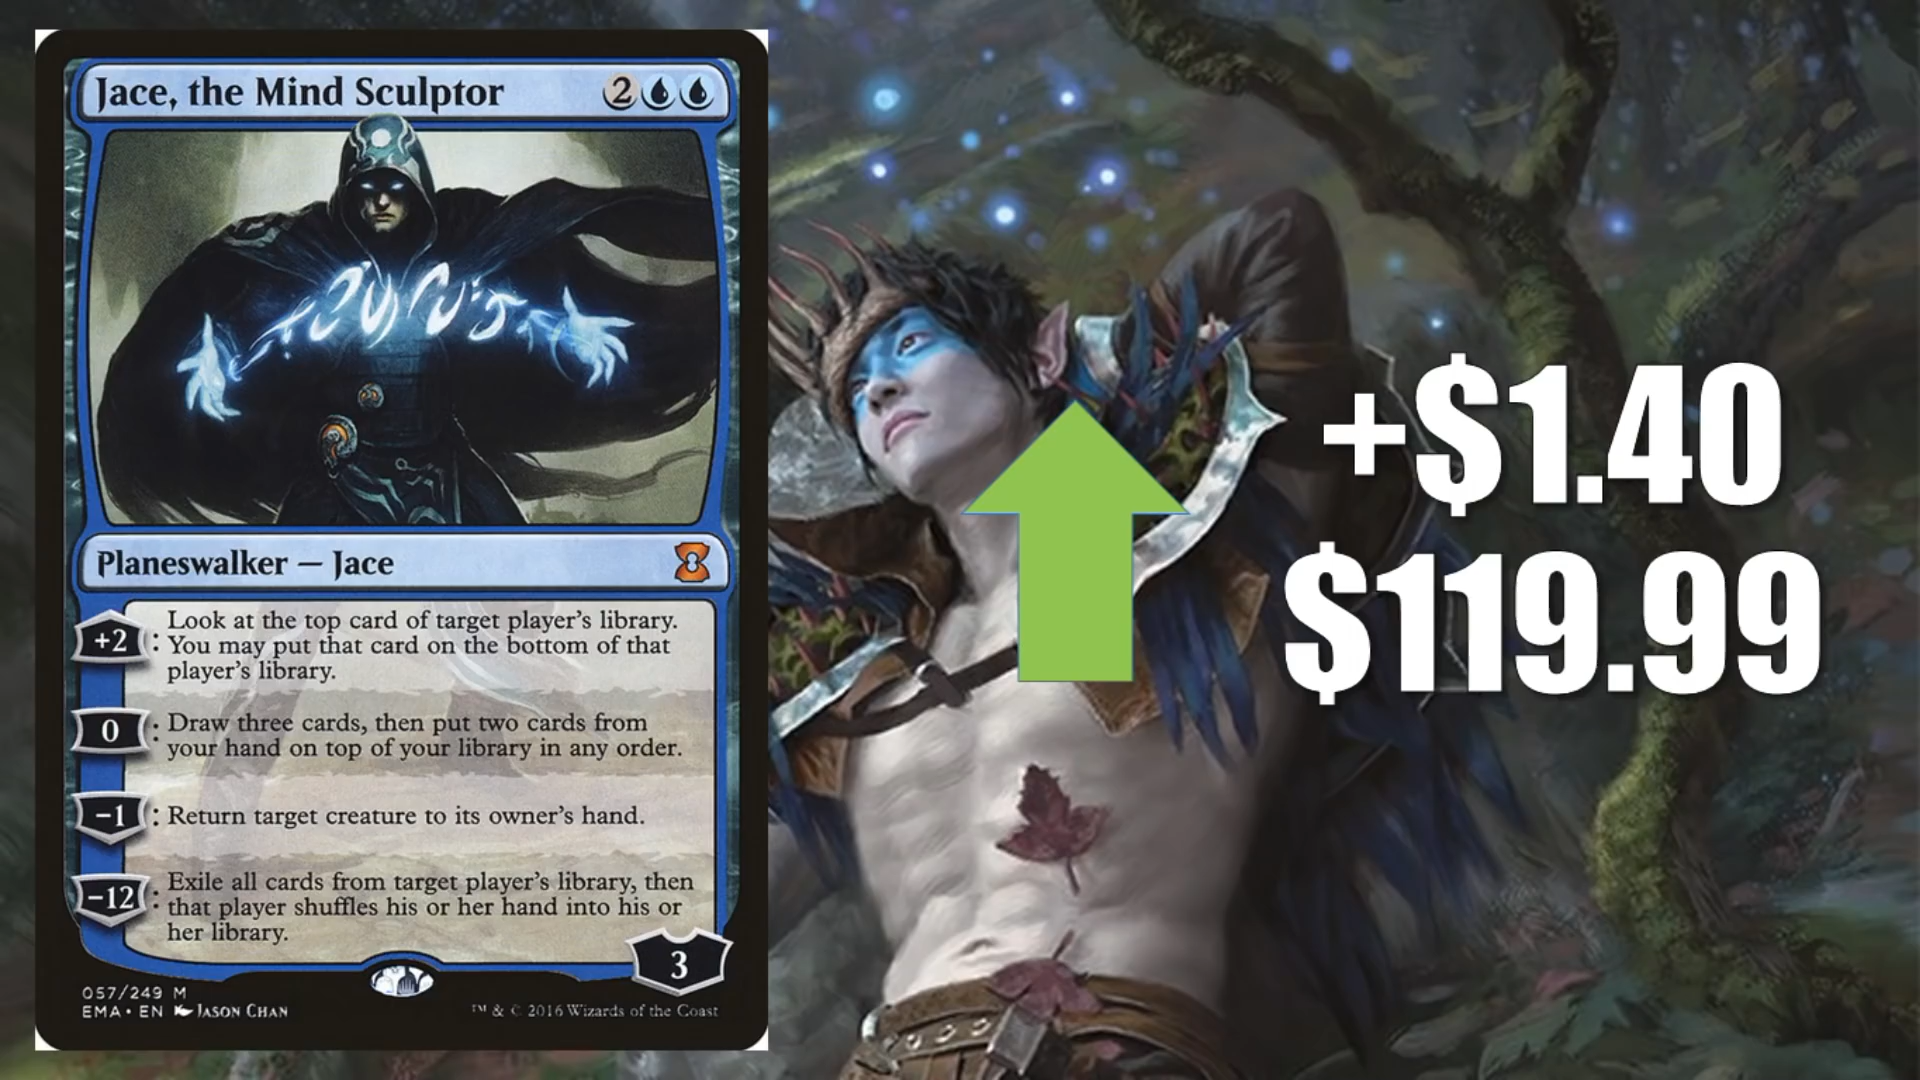 Jace, the Mind Sculptor 2
Planeswalker — Jace
+2: Look at the top card of target player's library.
You may put that card on the bottom of that
player's library.
0: Draw three cards, then put two cards from
your hand on top of your library in any order.
−1: Return target creature to its owner's hand.
−12: Exile all cards from target player's library, then
that player shuffles his or her hand into his or
her library.
3
057/249 M
EMA • EN JASON CHAN
™ & © 2016 Wizards of the Coast
+$1.40
$119.99